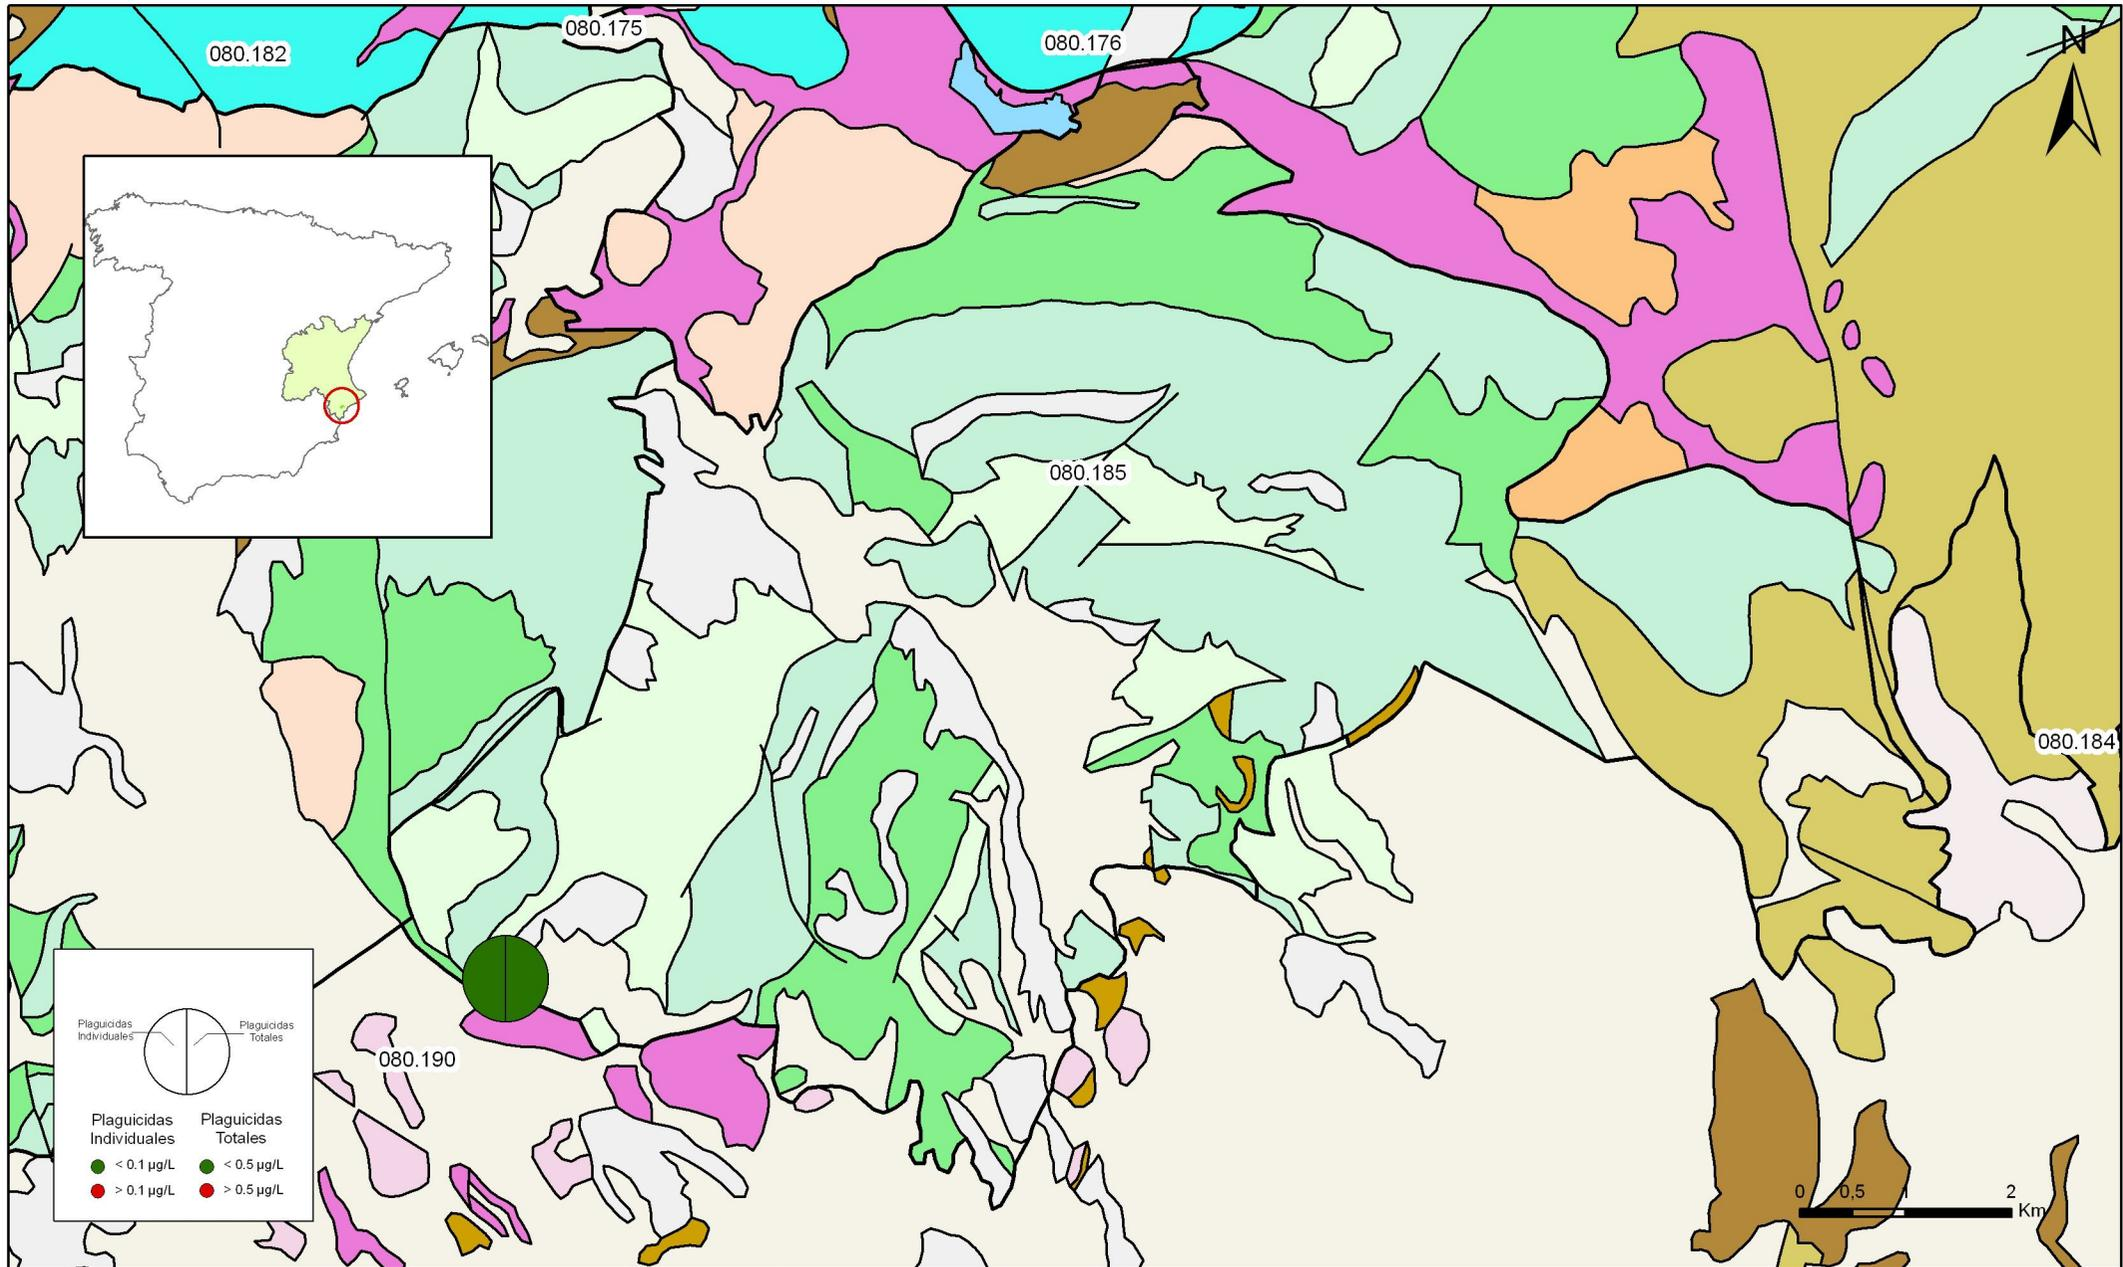 080.175
080.182
080.176
N
080.185
080.184
080.190
Plaguicidas
Individuales
Plaguicidas
Totales
Plaguicidas
Individuales
Plaguicidas
Totales
< 0.1 µg/L
< 0.5 µg/L
> 0.1 µg/L
> 0.5 µg/L
0 0,5 1 2
Km